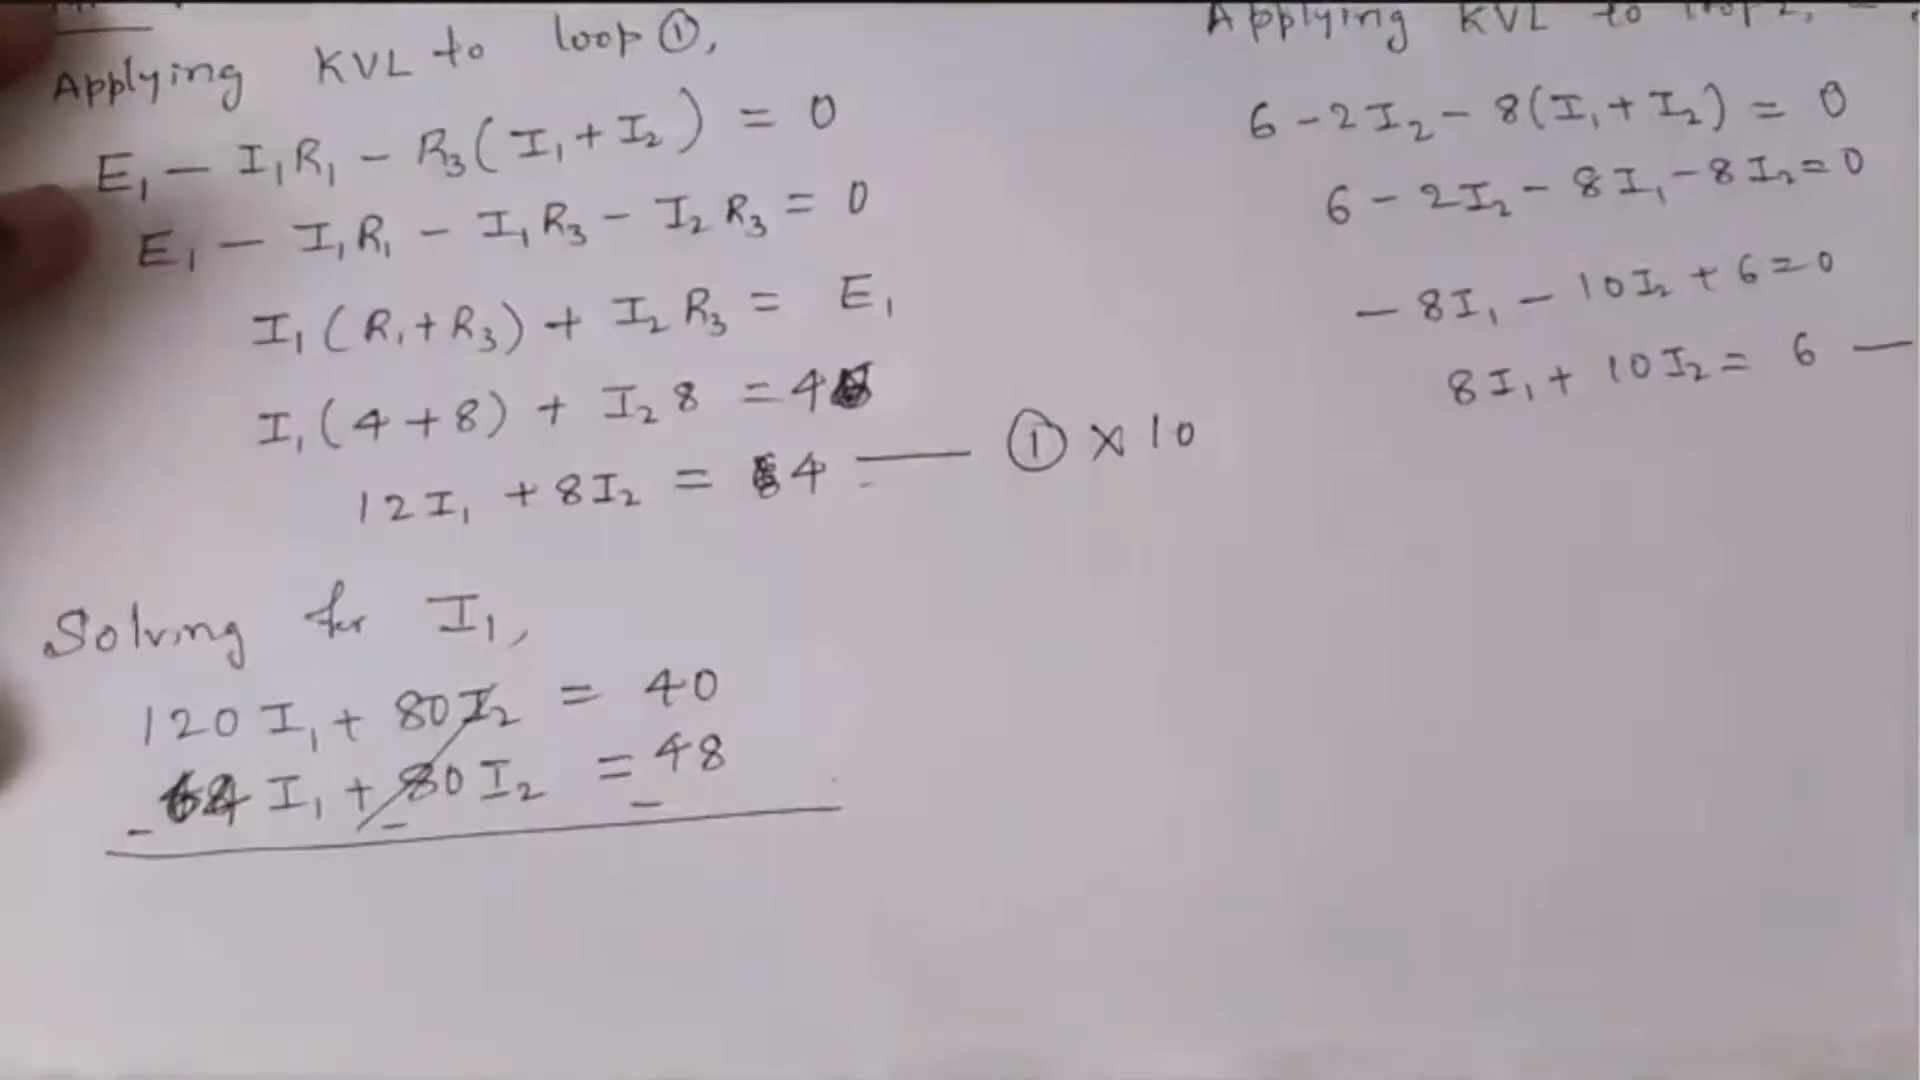 Applying KVL to loop ①,
E₁ — I₁R₁ – R₃(I₁+I₂) = 0
E₁ — I₁R₁ – I₁R₃ – I₂R₃ = 0
I₁(R₁+R₃) + I₂R₃ = E₁
I₁(4+8) + I₂8 = 4
12I₁ + 8I₂ = 4 — ① × 10
Solving for I₁,
120I₁ + 80I₂ = 40
64I₁ + 80I₂ = 48
– – –
Applying KVL to loop 2,
6 – 2I₂ – 8(I₁+I₂) = 0
6 – 2I₂ – 8I₁ – 8I₂ = 0
– 8I₁ – 10I₂ + 6 = 0
8I₁ + 10I₂ = 6 —